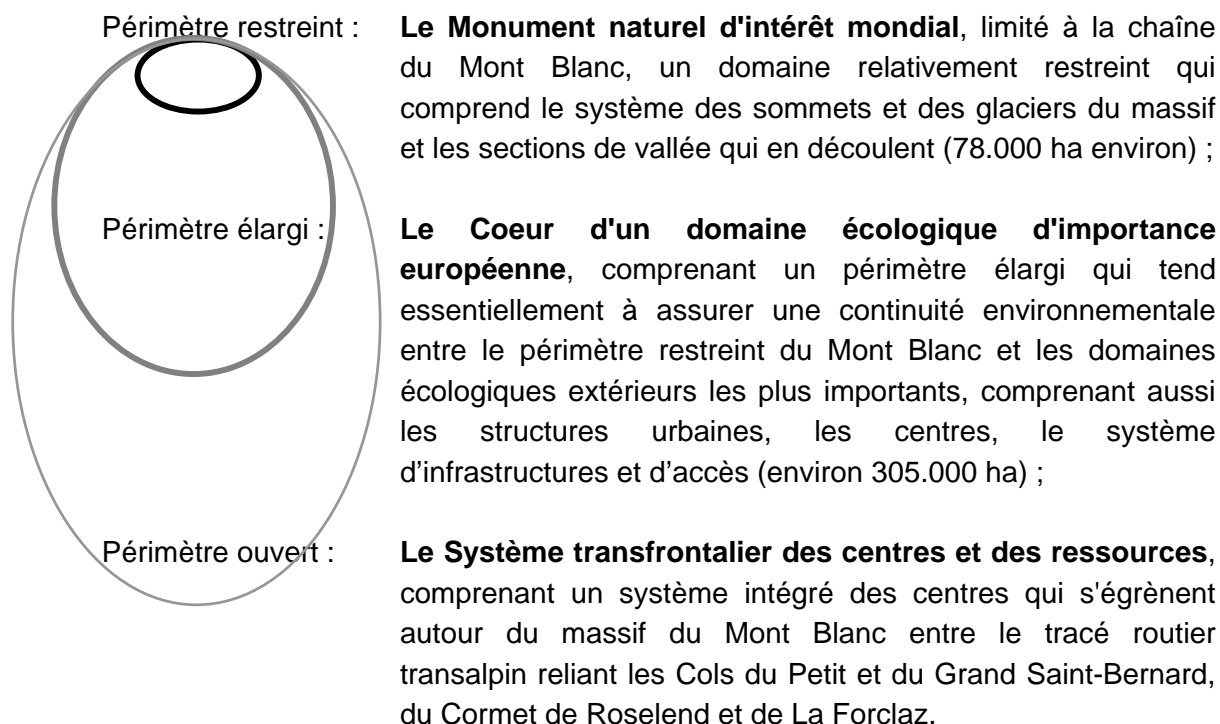 Périmètre restreint : Le Monument naturel d'intérêt mondial, limité à la chaîne
du Mont Blanc, un domaine relativement restreint qui
comprend le système des sommets et des glaciers du massif
et les sections de vallée qui en découlent (78.000 ha environ) ;
Périmètre élargi : Le Coeur d'un domaine écologique d'importance
européenne, comprenant un périmètre élargi qui tend
essentiellement à assurer une continuité environnementale
entre le périmètre restreint du Mont Blanc et les domaines
écologiques extérieurs les plus importants, comprenant aussi
les structures urbaines, les centres, le système
d’infrastructures et d’accès (environ 305.000 ha) ;
Périmètre ouvert : Le Système transfrontalier des centres et des ressources,
comprenant un système intégré des centres qui s'égrènent
autour du massif du Mont Blanc entre le tracé routier
transalpin reliant les Cols du Petit et du Grand Saint-Bernard,
du Cormet de Roselend et de La Forclaz.